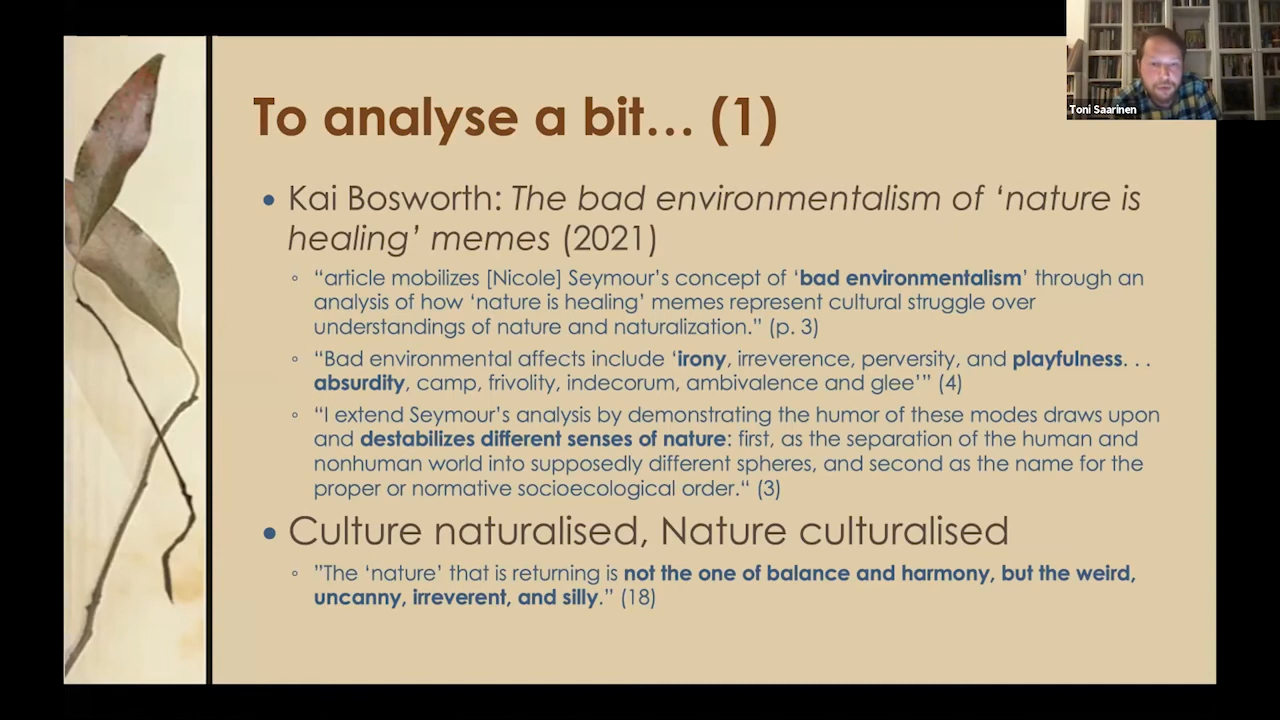 Toni Saarinen
To analyse a bit… (1)
• Kai Bosworth: The bad environmentalism of ‘nature is
healing’ memes (2021)
◦ “article mobilizes [Nicole] Seymour’s concept of ‘bad environmentalism’ through an
analysis of how ‘nature is healing’ memes represent cultural struggle over
understandings of nature and naturalization.” (p. 3)
◦ “Bad environmental affects include ‘irony, irreverence, perversity, and playfulness. . .
absurdity, camp, frivolity, indecorum, ambivalence and glee’” (4)
◦ “I extend Seymour’s analysis by demonstrating the humor of these modes draws upon
and destabilizes different senses of nature: first, as the separation of the human and
nonhuman world into supposedly different spheres, and second as the name for the
proper or normative socioecological order.“ (3)
• Culture naturalised, Nature culturalised
◦ ”The ‘nature’ that is returning is not the one of balance and harmony, but the weird,
uncanny, irreverent, and silly.” (18)